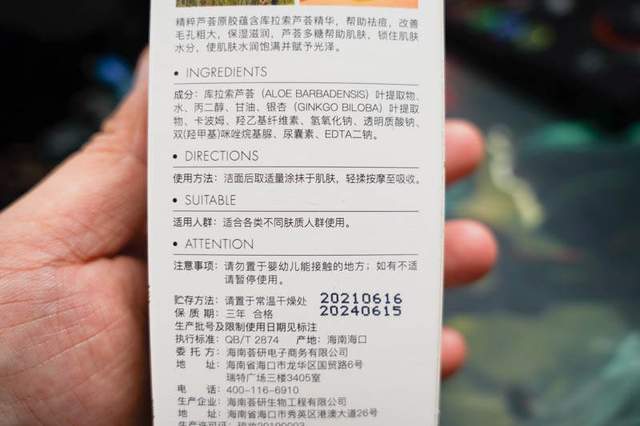 精粹芦荟原胶蕴含库拉索芦荟精华，帮助祛痘，改善
毛孔粗大，保湿滋润，芦荟多糖帮助肌肤，锁住肌肤
水分，使肌肤水润饱满并赋予光泽。
• INGREDIENTS
成分：库拉索芦荟（ALOE BARBADENSIS）叶提取物、
水、丙二醇、甘油、银杏（GINKGO BILOBA）叶提取
物、卡波姆、羟乙基纤维素、氢氧化钠、透明质酸钠、
双(羟甲基)咪唑烷基脲、尿囊素、EDTA二钠。
• DIRECTIONS
使用方法：洁面后取适量涂抹于肌肤，轻揉按摩至吸收。
• SUITABLE
适用人群：适合各类不同肤质人群使用。
• ATTENTION
注意事项：请勿置于婴幼儿能接触的地方；如有不适
请暂停使用。
贮存方法：请置于常温干燥处 20210616
保 质 期：三年 合格 20240615
生产批号及限制使用日期见标注
执行标准：QB/T 2874 产地：海南海口
委 托 方：海南荟研电子商务有限公司
地 址：海南省海口市龙华区国贸路6号
瑞特广场三楼3405室
电 话：400-116-6910
生产企业：海南荟研生物工程有限公司
地 址：海南省海口市秀英区港澳大道26号